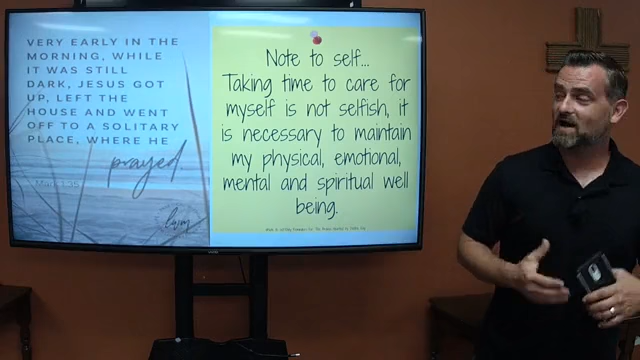 VERY EARLY IN THE
MORNING, WHILE
IT WAS STILL
DARK, JESUS GOT
UP, LEFT THE
HOUSE AND WENT
OFF TO A SOLITARY
PLACE, WHERE HE
prayed
Note to self...
Taking time to care for
myself is not selfish, it
is necessary to maintain
my physical, emotional,
mental and spiritual well
being.